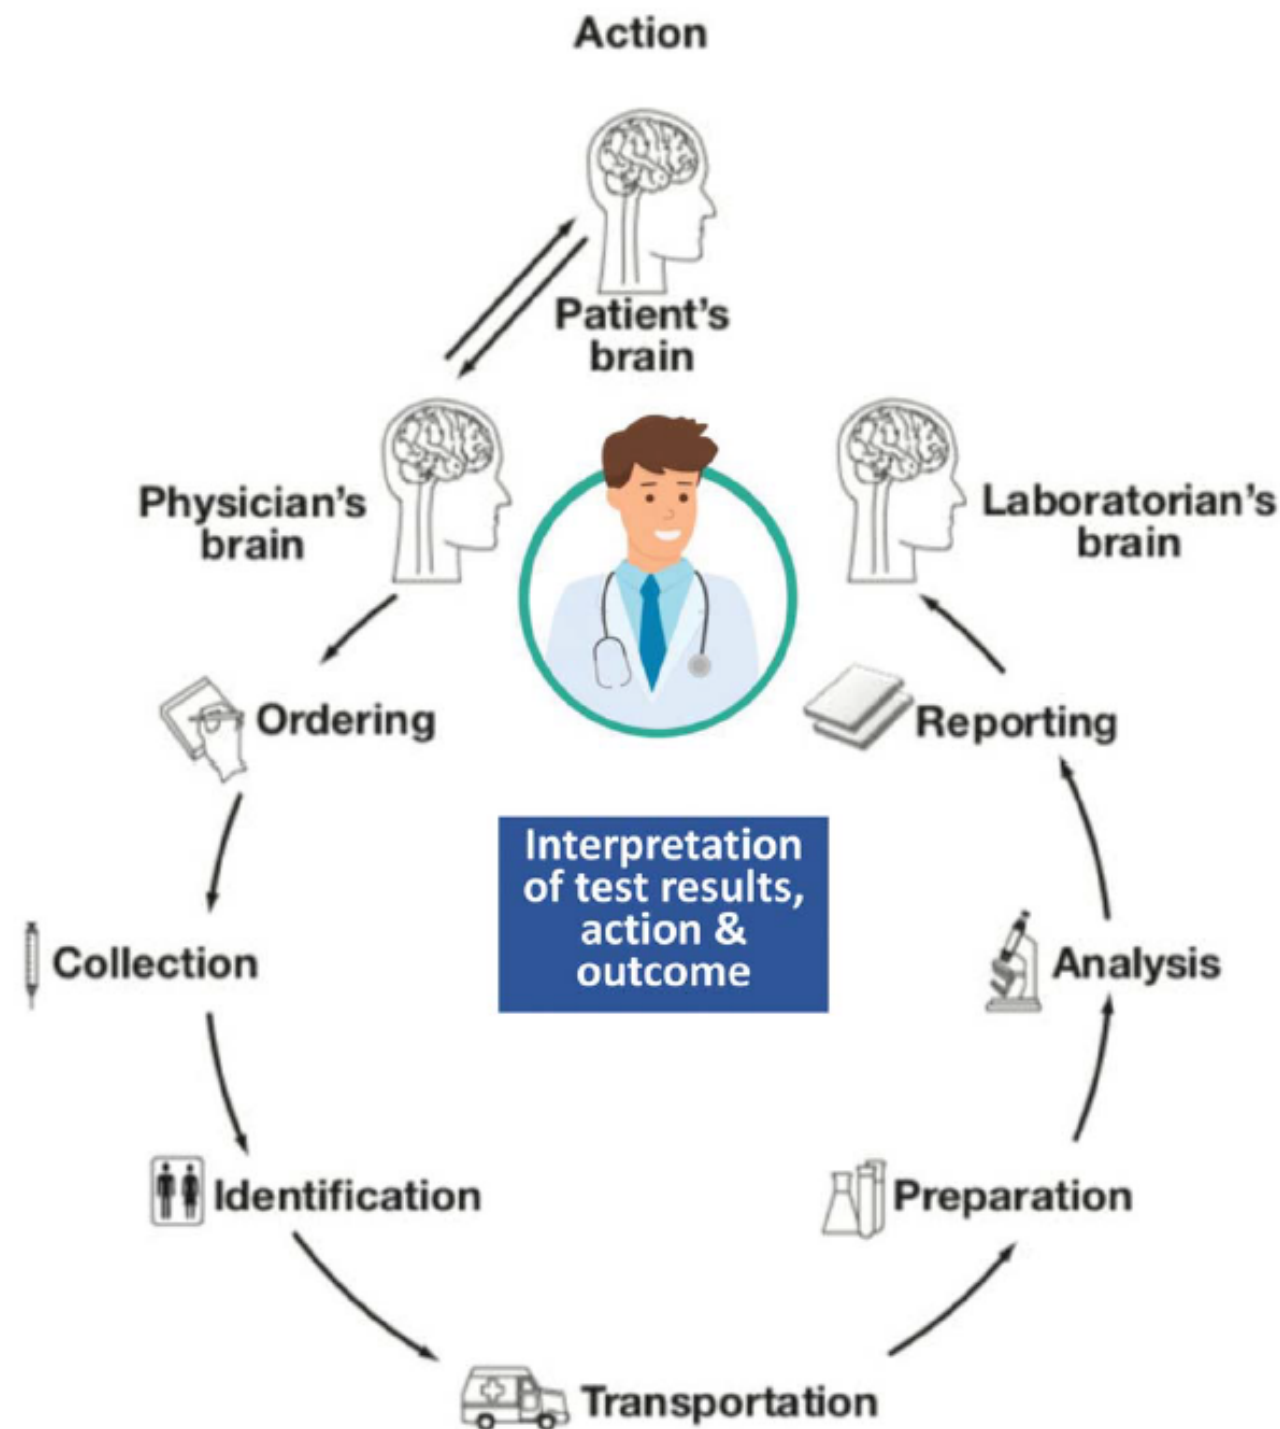 Action
Patient's
brain
Physician's
brain
Laboratorian's
brain
Ordering
Reporting
Interpretation
of test results,
action &
outcome
Collection
Analysis
Identification
Preparation
Transportation